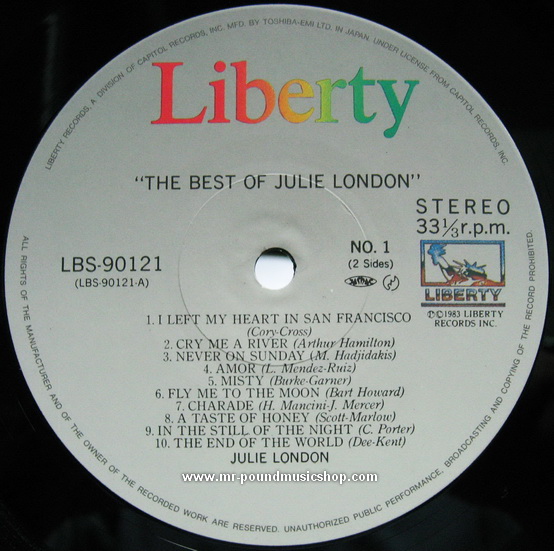 LIBERTY RECORDS, A DIVISION OF CAPITOL RECORDS, INC. MFD. BY TOSHIBA-EMI LTD. IN JAPAN, UNDER LICENSE FROM CAPITOL RECORDS, INC.
Liberty
"THE BEST OF JULIE LONDON"
STEREO
33⅓r.p.m.
LBS-90121
(LBS-90121-A)
NO. 1
(2 Sides)
LIBERTY
℗©1983 LIBERTY
RECORDS INC.
1. I LEFT MY HEART IN SAN FRANCISCO
(Cory-Cross)
2. CRY ME A RIVER (Arthur Hamilton)
3. NEVER ON SUNDAY (M. Hadjidakis)
4. AMOR (L. Mendez-Ruiz)
5. MISTY (Burke-Garner)
6. FLY ME TO THE MOON (Bart Howard)
7. CHARADE (H. Mancini-J. Mercer)
8. A TASTE OF HONEY (Scott-Marlow)
9. IN THE STILL OF THE NIGHT (C. Porter)
10. THE END OF THE WORLD (Dee-Kent)
JULIE LONDON
www.mr-poundmusicshop.com
ALL RIGHTS OF THE MANUFACTURER AND OF THE OWNER OF THE RECORDED WORK ARE RESERVED. UNAUTHORIZED PUBLIC PERFORMANCE, BROADCASTING AND COPYING OF THE RECORD PROHIBITED.